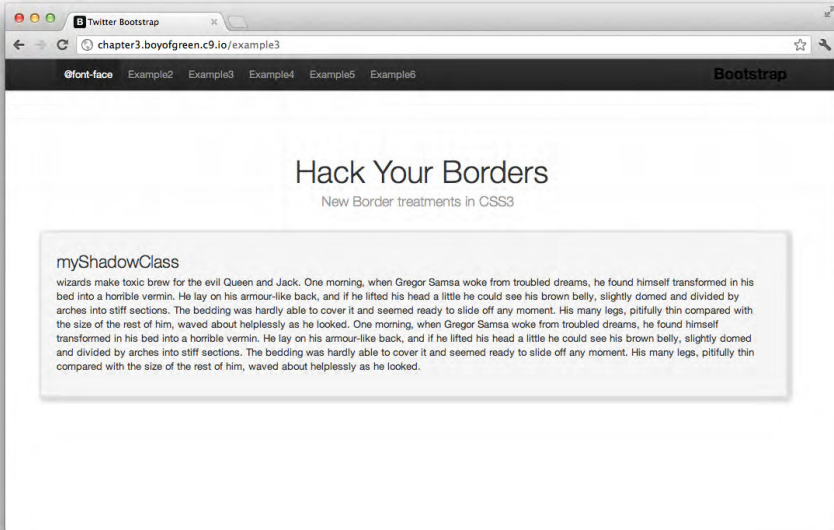 Twitter Bootstrap
chapter3.boyofgreen.c9.io/example3
@font-face Example2 Example3 Example4 Example5 Example6 Bootstrap
Hack Your Borders
New Border treatments in CSS3
myShadowClass
wizards make toxic brew for the evil Queen and Jack. One morning, when Gregor Samsa woke from troubled dreams, he found himself transformed in his
bed into a horrible vermin. He lay on his armour-like back, and if he lifted his head a little he could see his brown belly, slightly domed and divided by
arches into stiff sections. The bedding was hardly able to cover it and seemed ready to slide off any moment. His many legs, pitifully thin compared with
the size of the rest of him, waved about helplessly as he looked. One morning, when Gregor Samsa woke from troubled dreams, he found himself
transformed in his bed into a horrible vermin. He lay on his armour-like back, and if he lifted his head a little he could see his brown belly, slightly domed
and divided by arches into stiff sections. The bedding was hardly able to cover it and seemed ready to slide off any moment. His many legs, pitifully thin
compared with the size of the rest of him, waved about helplessly as he looked.